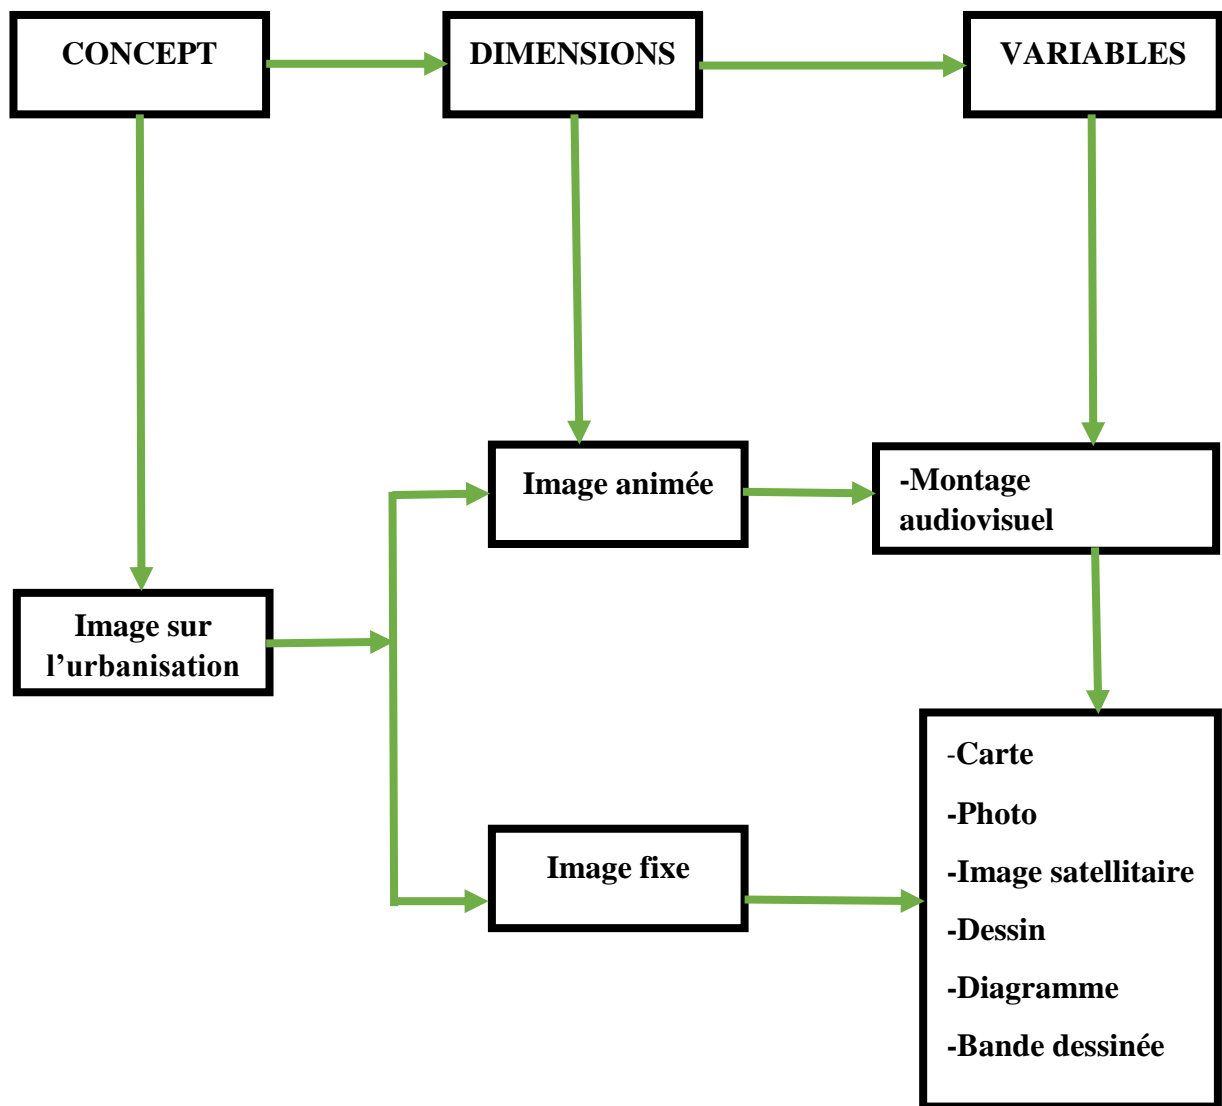 CONCEPT
DIMENSIONS
VARIABLES
Image animée
-Montage
audiovisuel
Image sur
l’urbanisation
-Carte
-Photo
-Image satellitaire
-Dessin
-Diagramme
-Bande dessinée
Image fixe